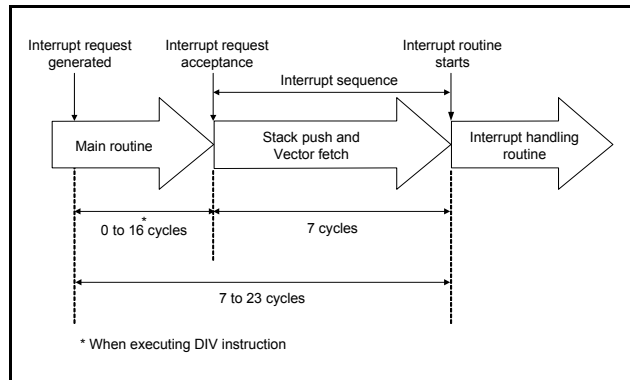 Interrupt request
generated
Interrupt request
acceptance
Interrupt routine
starts
Interrupt sequence
Main routine
Stack push and
Vector fetch
Interrupt handling
routine
*
0 to 16 cycles
7 cycles
7 to 23 cycles
* When executing DIV instruction